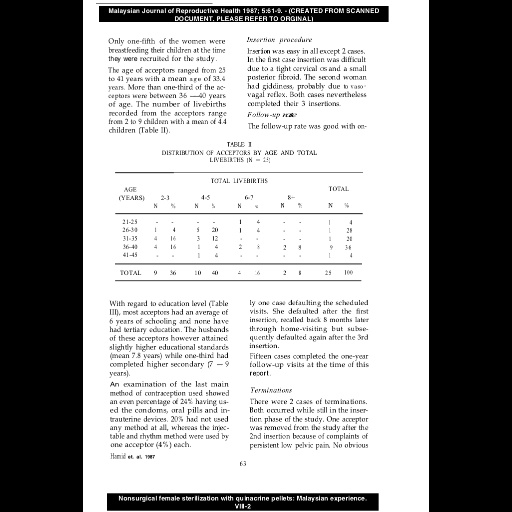 Malaysian Journal of Reproductive Health 1987; 5:61-9. - (CREATED FROM SCANNED
DOCUMENT. PLEASE REFER TO ORGINAL)
Only one-fifth of the women were
breastfeeding their children at the time
they were recruited for the study.
The age of acceptors ranged from 25
to 41 years with a mean age of 33.4
years. More than one-third of the ac-
ceptors were between 36 —40 years
of age. The number of livebirths
recorded from the acceptors range
from 2 to 9 children with a mean of 4.4
children (Table II).
Insertion procedure
Insertion was easy in all except 2 cases.
In the first case insertion was difficult
due to a tight cervical os and a small
posterior fibroid. The second woman
had giddiness, probably due to vaso-
vagal reflex. Both cases nevertheless
completed their 3 insertions.
Follow-up
The follow-up rate was good with on-
TABLE II
DISTRIBUTION OF ACCEPTORS BY AGE AND TOTAL
LIVEBIRTHS (N = 25)
TOTAL LIVEBIRTHS
AGE TOTAL
(YEARS) 2-3 4-5 6-7 8+
N % N % N % N % N %
21-25 - - - - 1 4 - - 1 4
26-30 1 4 5 20 1 4 - - 28
31-35 4 16 3 12 - - - - 28
36-40 4 16 1 4 2 8 2 8 9 36
41-45 - - 1 4 - - - - 1 4
TOTAL 9 36 10 40 4 16 2 8 25 100
With regard to education level (Table
III), most acceptors had an average of
6 years of schooling and none have
had tertiary education. The husbands
of these acceptors however attained
slightly higher educational standards
(mean 7.8 years) while one-third had
completed higher secondary (7 — 9
years).
An examination of the last main
method of contraception used showed
an even percentage of 24% having us-
ed the condoms, oral pills and in-
trauterine devices. 20% had not used
any method at all, whereas the injec-
table and rhythm method were used by
one acceptor (4%) each.
ly one case defaulting the scheduled
visits. She defaulted after the first
insertion, recalled back 8 months later
through home-visiting but subse-
quently defaulted again after the 3rd
insertion.
Fifteen cases completed the one-year
follow-up visits at the time of this
report.
Terminations
There were 2 cases of terminations.
Both occurred while still in the inser-
tion phase of the study. One acceptor
was removed from the study after the
2nd insertion because of complaints of
persistent low pelvic pain. No obvious
Hamid et. al. 1987
63
Nonsurgical female sterilization with quinacrine pellets: Malaysian experience.
VIII-2